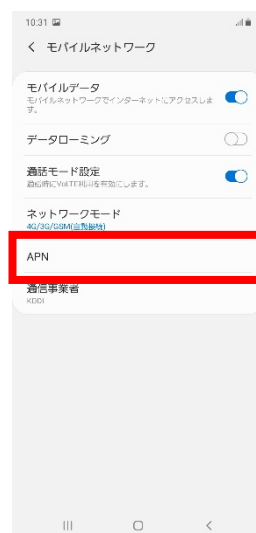 10:31
モバイルネットワーク
モバイルデータ
モバイルネットワークでインターネットにアクセスしま
す。
データローミング
通話モード設定
通話時にVoLTE利用を有効にします。
ネットワークモード
4G/3G/GSM(自動接続)
APN
通信事業者
KDDI